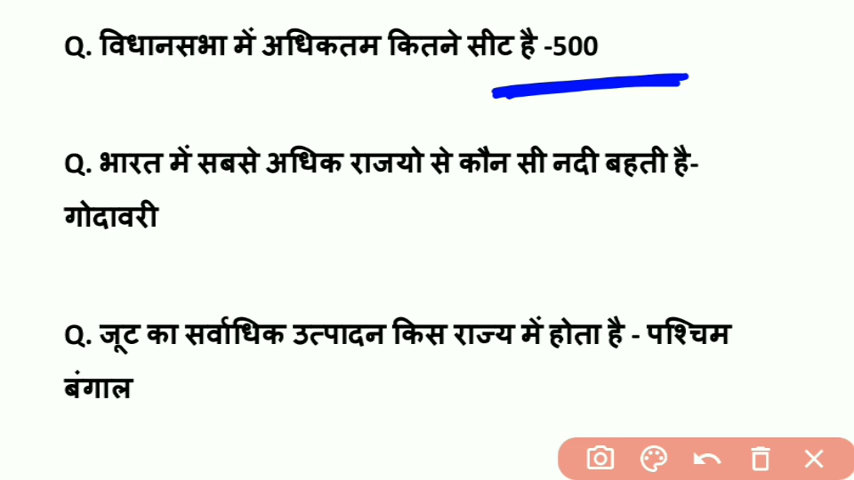 Q. विधानसभा में अधिकतम कितने सीट है -500
Q. भारत में सबसे अधिक राजयो से कौन सी नदी बहती है-
गोदावरी
Q. जूट का सर्वाधिक उत्पादन किस राज्य में होता है - पश्चिम
बंगाल